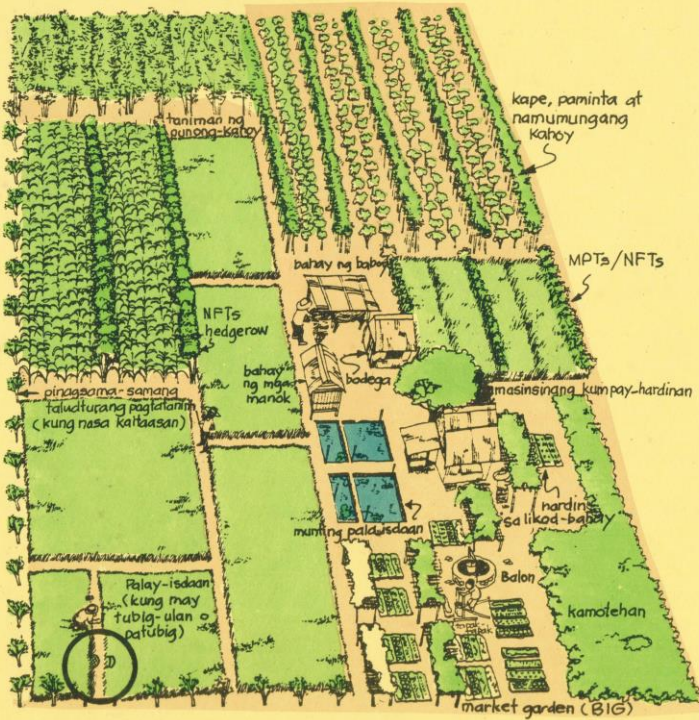 kape, paminta at
namumungang
kahoy
taniman ng
punong-kahoy
bahay ng baboy
MPTs/NFTs
NFTs
hedgerow
bahay
ng mga
manok
bodega
masinsinang kumpay-hardinan
pinagsama-samang
taludturang pagtatanim
(kung nasa kaitaasan)
hardin
sa likod-bahay
munting palaisdaan
Palay-isdaan
(kung may
tubig-ulan o
patubig)
Balon
kamotehan
market garden (BIG)